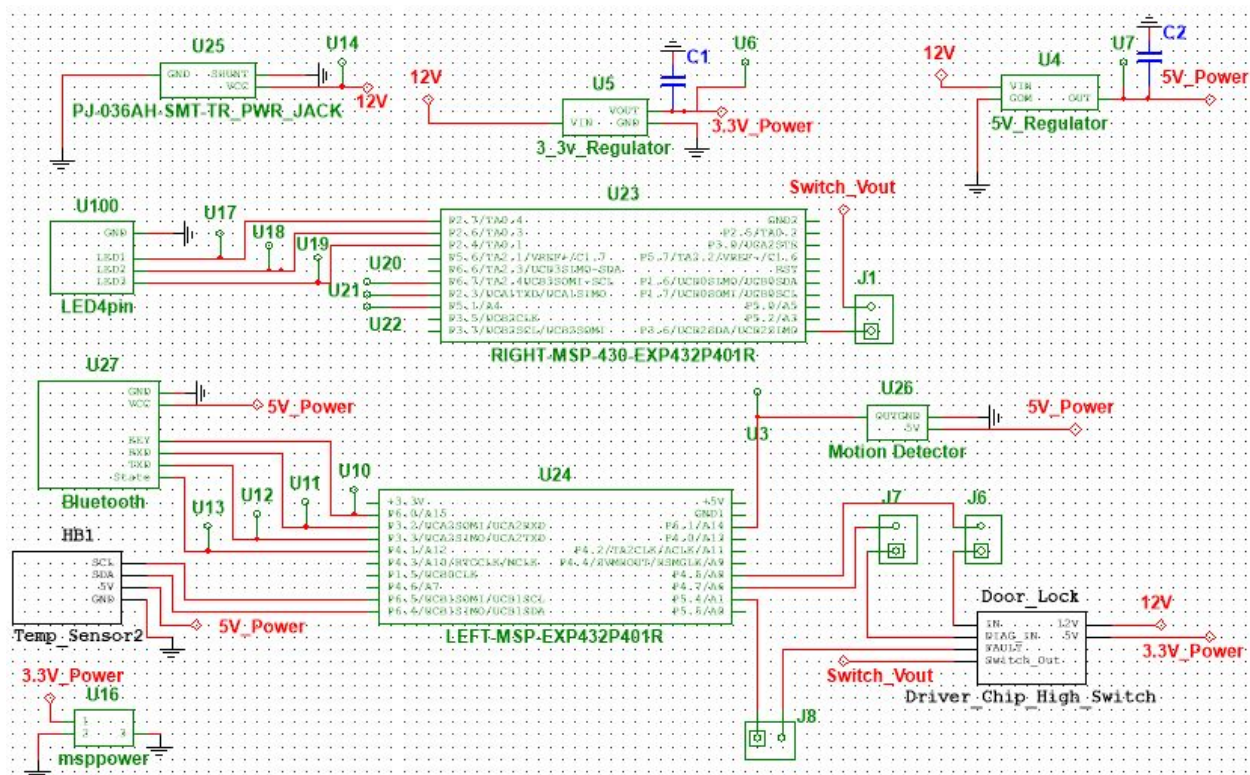 U25
GND SHUNT
VCC
PJ-036AH-SMT-TR_PWR_JACK
U14
12V
12V
U5
VOUT
VIN GND
3_3v_Regulator
C1
U6
3.3V_Power
12V
U4
VIN
COM OUT
5V_Regulator
U7
C2
5V_Power
U100
GND
LED1
LED2
LED3
LED4pin
U17
U18
U19
U20
U21
U22
U23
P2.7/TA0.4
P2.6/TA0.3
P2.4/TA0.1
P5.6/TA2.1/VREF+/C1.7
P6.6/TA2.3/UCB3SIMO-SDA
P6.7/TA2.4UCB3SOMI-SCL
P2.3/UCA1TXD/UCA1SIMO
P5.1/A4
P3.5/UCB2CLK
P3.7/UCB2SCL/UCB2SOMI
GND2
P2.5/TA0.2
P3.0/UCA2STE
P5.7/TA2.2/VREF-/C1.6
RST
P1.6/UCB0SIMO/UCB0SDA
P1.7/UCB0SOMI/UCB0SCL
P5.0/A5
P5.2/A3
P3.6/UCB2SDA/UCB2SIMO
RIGHT-MSP-430-EXP432P401R
Switch_Vout
J1
U27
GND
VCC
KEY
RXD
TXD
State
Bluetooth
5V_Power
U13
U12
U11
U10
U24
+3.3V
P6.0/A15
P3.2/UCA2SOMI/UCA2RXD
P3.3/UCA2SIMO/UCA2TXD
P4.1/A12
P4.3/A10/RTCCLK/MCLK
P1.5/UCB0CLK
P4.6/A7
P6.5/UCB1SOMI/UCB1SCL
P6.4/UCB1SIMO/UCB1SDA
+5V
GND1
P6.1/A14
P4.0/A13
P4.2/TA2CLK/ACLK/A11
P4.4/SVMHOUT/HSMCLK/A9
P4.5/A8
P4.7/A6
P5.4/A1
P5.5/A0
LEFT-MSP-EXP432P401R
U3
U26
OUTGND
5V
Motion Detector
5V_Power
J7
J6
HB1
SCL
SDA
5V
GND
Temp_Sensor2
5V_Power
Door_Lock
IN
DIAG_IN
FAULT
Switch_Out
12V
5V
Driver_Chip_High_Switch
12V
3.3V_Power
Switch_Vout
J8
3.3V_Power
U16
1
2
3
msppower